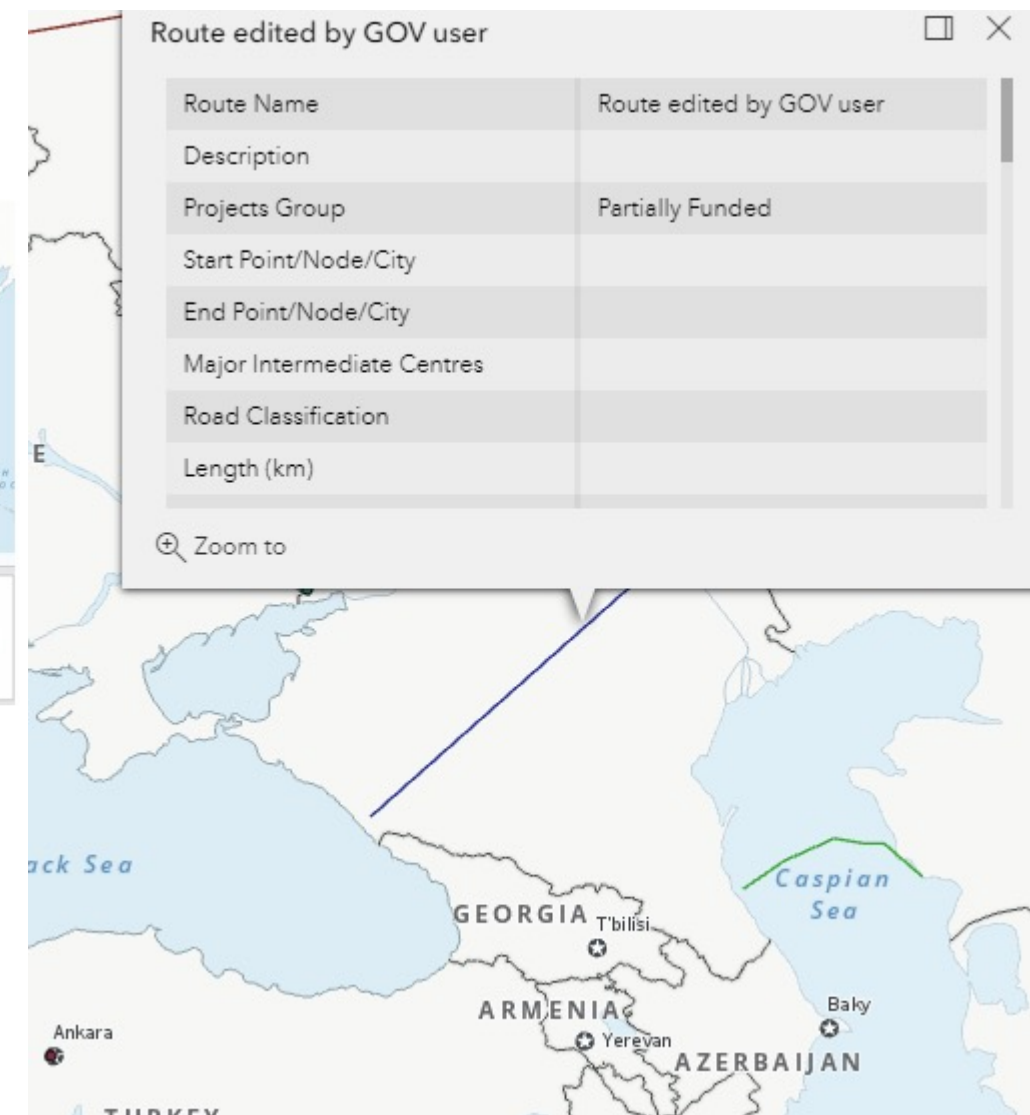 Route edited by GOV user
Route Name Route edited by GOV user
Description
Projects Group Partially Funded
Start Point/Node/City
End Point/Node/City
Major Intermediate Centres
Road Classification
Length (km)
Zoom to
E
ack Sea
Caspian
Sea
GEORGIA
T'bilisi
ARMENIA
Yerevan
Baky
AZERBAIJAN
Ankara
TURKEY